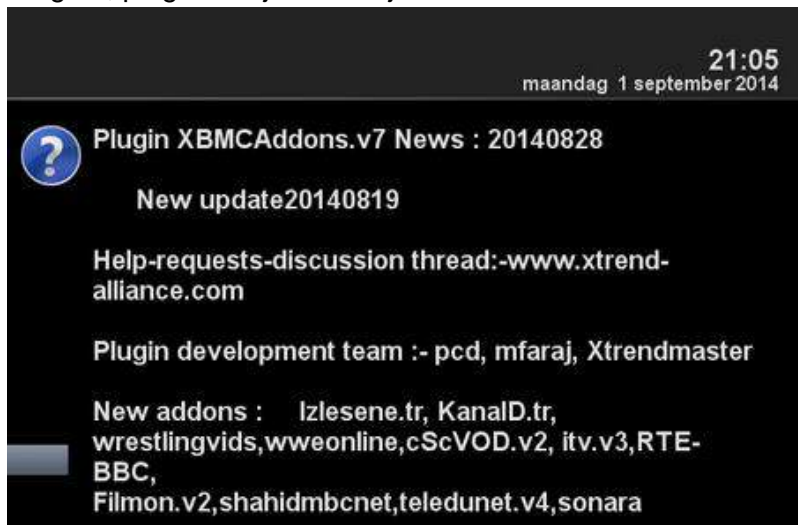 21:05
maandag 1 september 2014
Plugin XBMCAddons.v7 News : 20140828
New update20140819
Help-requests-discussion thread:-www.xtrend-
alliance.com
Plugin development team :- pcd, mfaraj, Xtrendmaster
New addons : Izlesene.tr, KanalD.tr,
wrestlingvids,wweonline,cScVOD.v2, itv.v3,RTE-
BBC,
Filmon.v2,shahidmbcnet,teledunet.v4,sonara